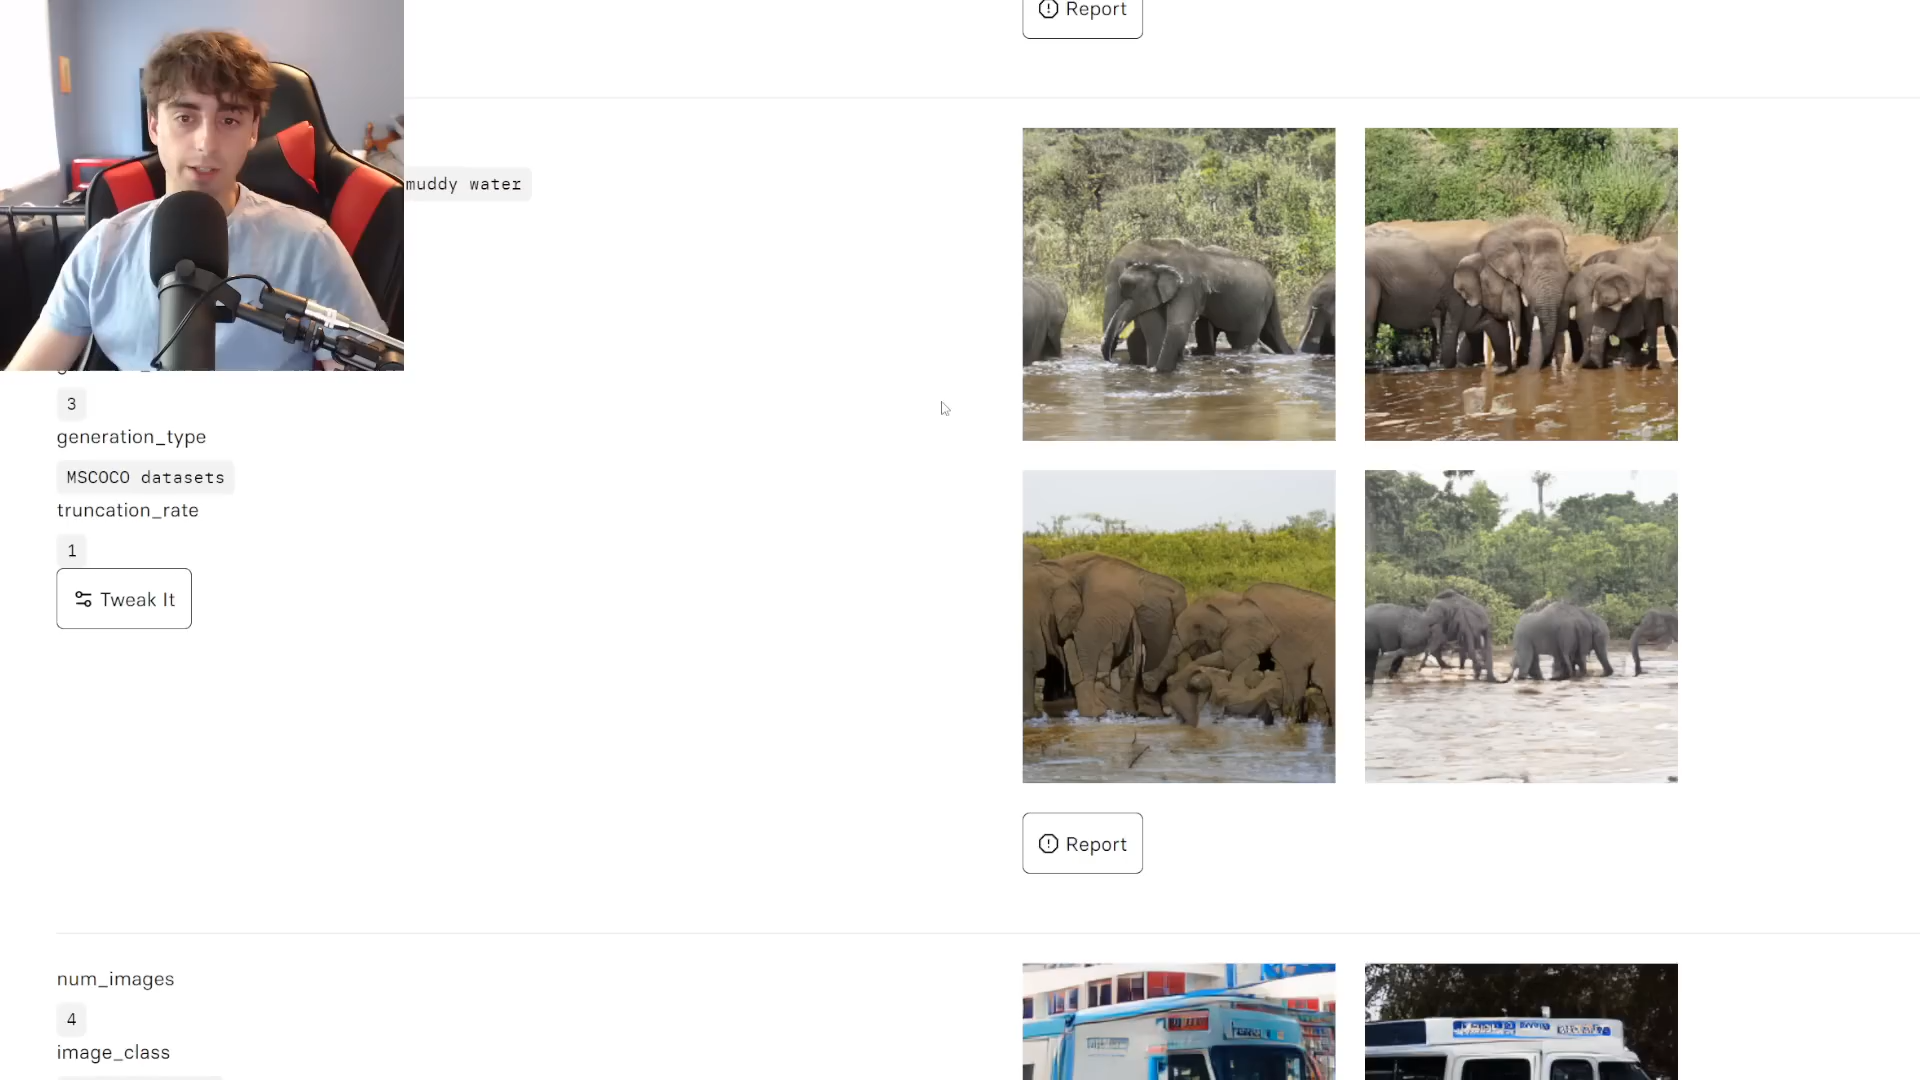 Report
muddy water
3
generation_type
MSCOCO datasets
truncation_rate
1
Tweak It
Report
num_images
4
image_class